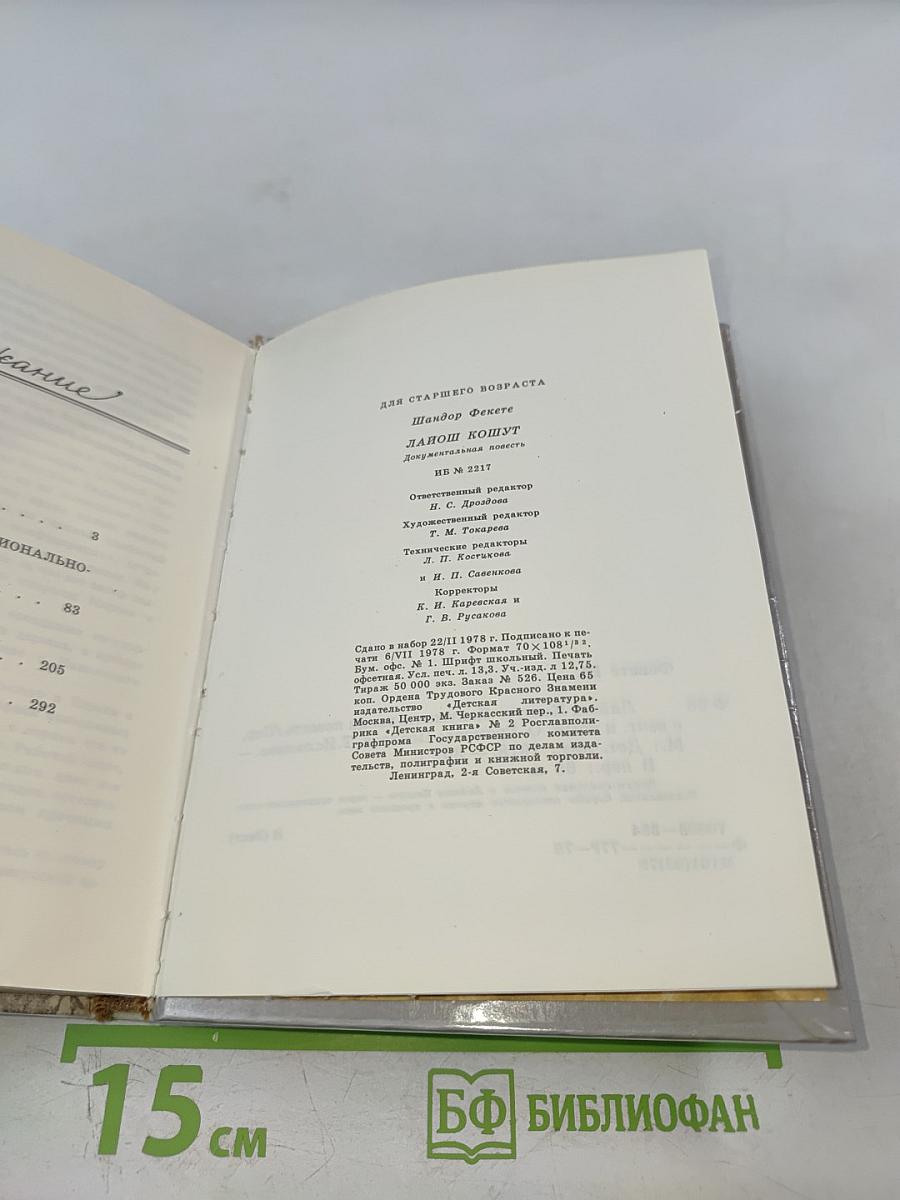 жание
. . . . 3
ИОНАЛЬНО-
. . . 83
. . 205
. . 292
ДЛЯ СТАРШЕГО ВОЗРАСТА
Шандор Фекете
ЛАЙОШ КОШУТ
Документальная повесть
ИБ № 2217
Ответственный редактор
Н. С. Дроздова
Художественный редактор
Т. М. Токарева
Технические редакторы
Л. П. Костикова
и И. П. Савенкова
Корректоры
К. И. Каревская и
Г. В. Русакова
Сдано в набор 22/II 1978 г. Подписано к пе-
чати 6/VII 1978 г. Формат 70×108¹/₃₂.
Бум. офс. № 1. Шрифт школьный. Печать
офсетная. Усл. печ. л. 13,3. Уч.-изд. л 12,75.
Тираж 50 000 экз. Заказ № 526. Цена 65
коп. Ордена Трудового Красного Знамени
издательство «Детская литература».
Москва, Центр, М. Черкасский пер., 1. Фаб-
рика «Детская книга» № 2 Росглавполи-
графпрома Государственного комитета
Совета Министров РСФСР по делам изда-
тельств, полиграфии и книжной торговли.
Ленинград, 2-я Советская, 7.
15 см
БФ БИБЛИОФАН